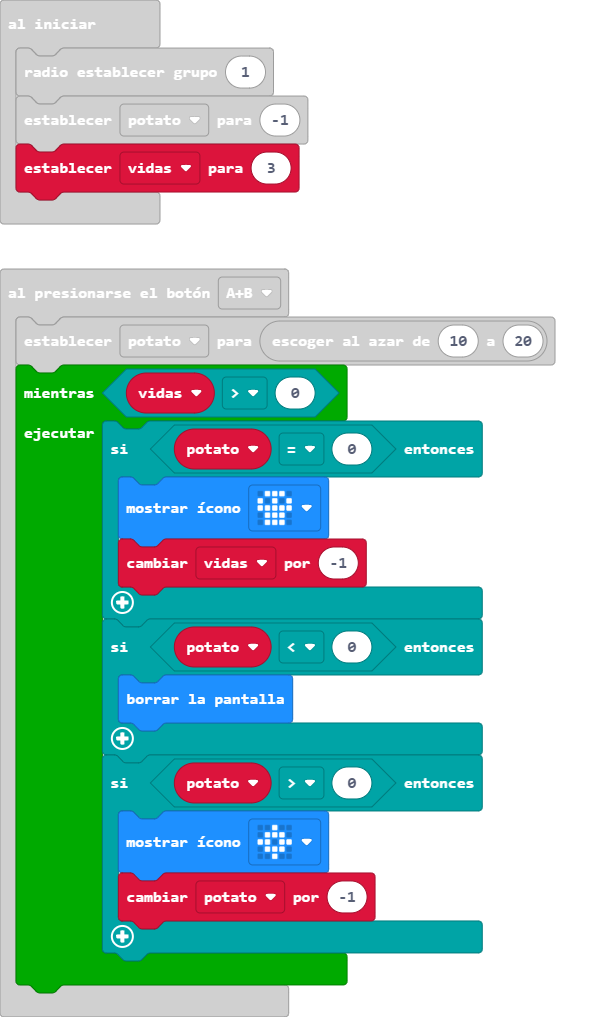 al iniciar
radio establecer grupo 1
establecer potato para -1
establecer vidas para 3
al presionarse el botón A+B
establecer potato para escoger al azar de 10 a 20
mientras vidas > 0
ejecutar
si potato = 0 entonces
mostrar ícono
cambiar vidas por -1
si potato < 0 entonces
borrar la pantalla
si potato > 0 entonces
mostrar ícono
cambiar potato por -1